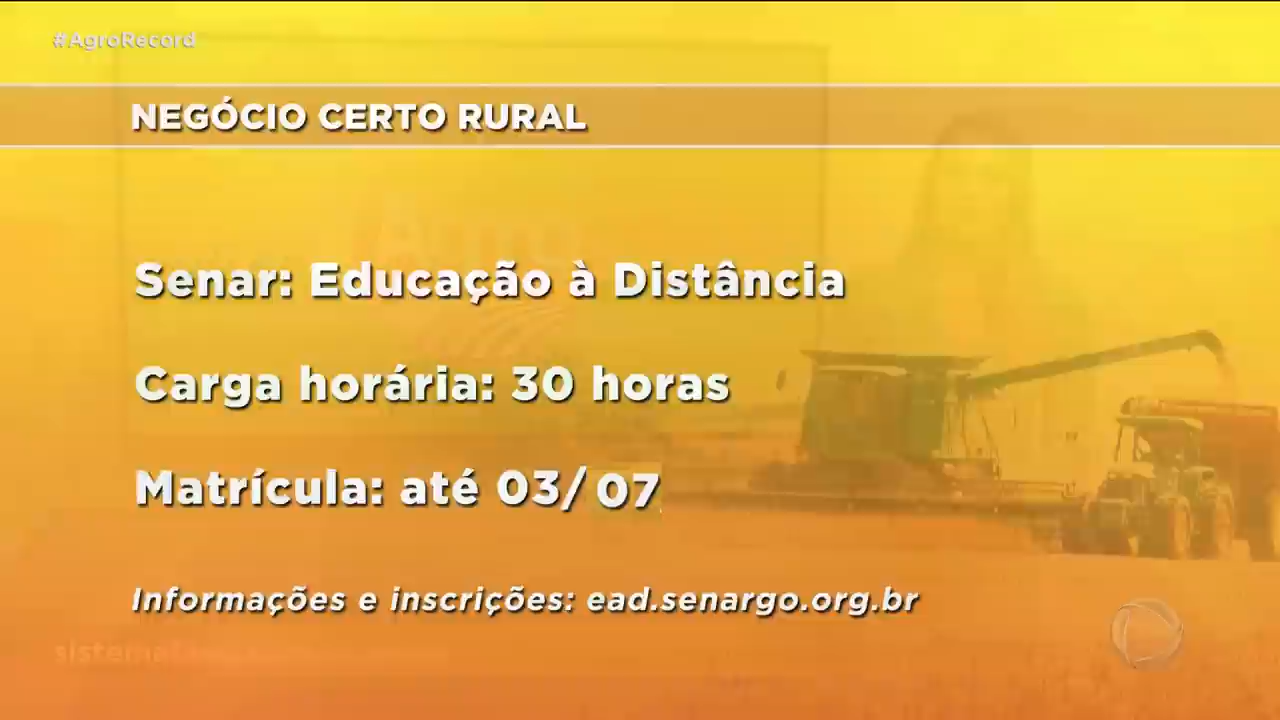 #AgroRecord
NEGÓCIO CERTO RURAL
Agro
Senar: Educação à Distância
Carga horária: 30 horas
Matrícula: até 03/07
Informações e inscrições: ead.senargo.org.br